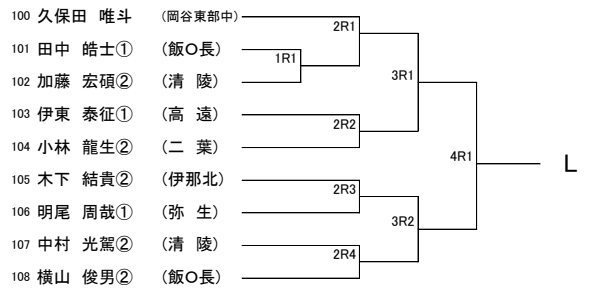 100 久保田 唯斗 (岡谷東部中)
2R1
101 田中 皓士① (飯O長)
1R1
3R1
102 加藤 宏碩② (清 陵)
103 伊東 泰征① (高 遠)
2R2
104 小林 龍生② (二 葉)
4R1
L
105 木下 結貴② (伊那北)
2R3
106 明尾 周哉① (弥 生)
3R2
107 中村 光駕② (清 陵)
2R4
108 横山 俊男② (飯O長)